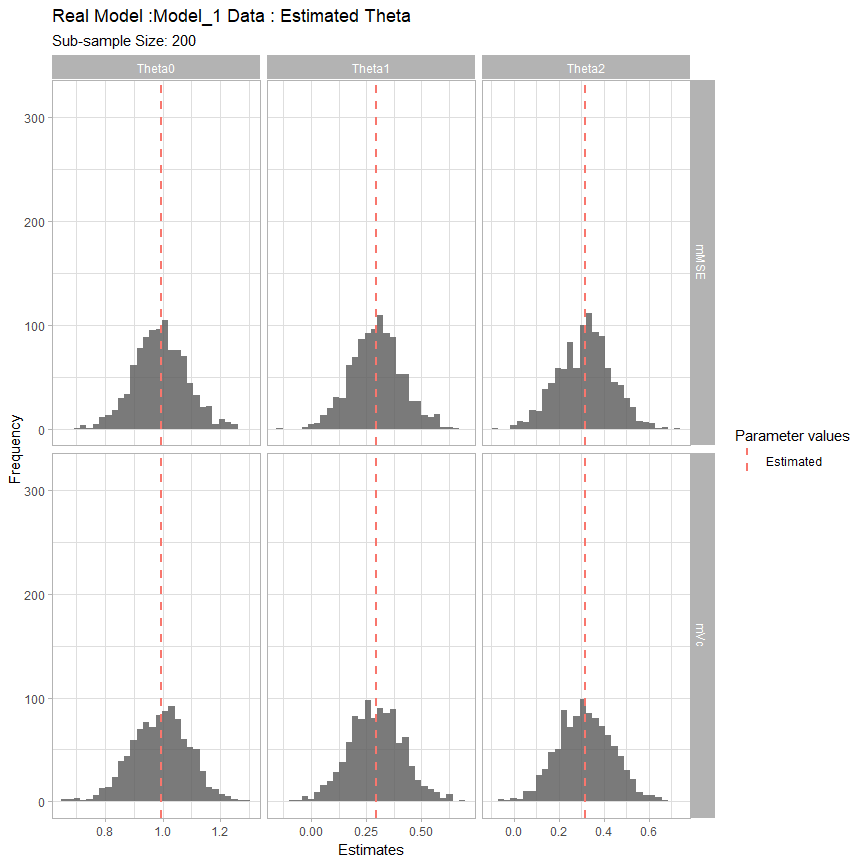 Real Model :Model_1 Data : Estimated Theta
Sub-sample Size: 200
Theta0 Theta1 Theta2
300
200
100
0
mMSE
Frequency
300
200
100
0
mVc
0.8 1.0 1.2 0.00 0.25 0.50 0.0 0.2 0.4 0.6
Estimates
Parameter values
Estimated